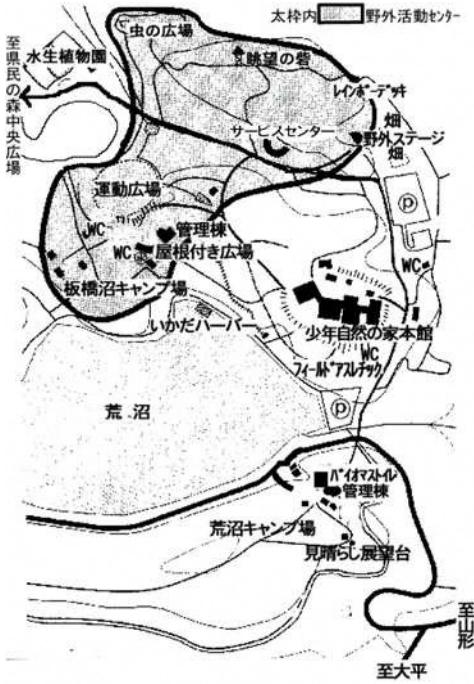 太枠内 野外活動センター
虫の広場
水生植物園
眺望の砦
レインボーデッキ
至県民の森中央広場
畑
サービスセンター
野外ステージ
畑
運動広場
P
WC
管理棟
WC
屋根付き広場
WC
板橋沼キャンプ場
いかだハーバー
少年自然の家本館
WC
フィールドアスレチック
荒沼
P
バイオマストイレ
管理棟
荒沼キャンプ場
見晴らし展望台
至山形
至大平